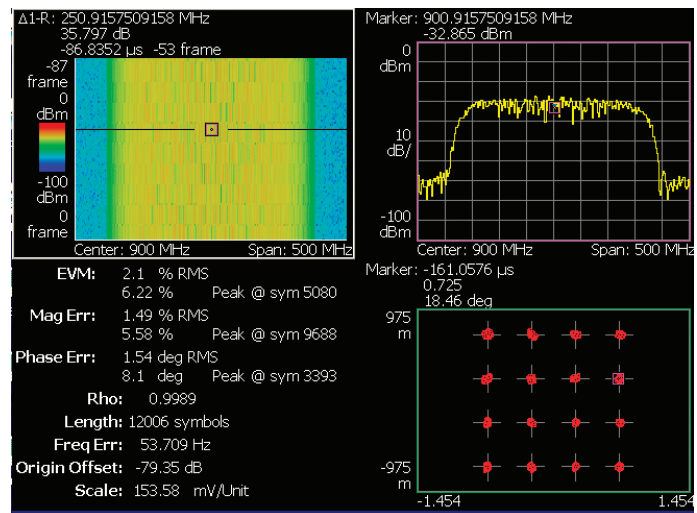 Δ1-R: 250.9157509158 MHz
35.797 dB
-86.8352 µs -53 frame
-87
frame
0
dBm
-100
dBm
0
frame
Center: 900 MHz Span: 500 MHz
Marker: 900.9157509158 MHz
-32.865 dBm
0
dBm
10
dB/
-100
dBm
Center: 900 MHz Span: 500 MHz
EVM: 2.1 % RMS
6.22 % Peak @ sym 5080
Mag Err: 1.49 % RMS
5.58 % Peak @ sym 9688
Phase Err: 1.54 deg RMS
8.1 deg Peak @ sym 3393
Rho: 0.9989
Length: 12006 symbols
Freq Err: 53.709 Hz
Origin Offset: -79.35 dB
Scale: 153.58 mV/Unit
Marker: -161.0576 µs
0.725
18.46 deg
975
m
-975
m
-1.454 1.454